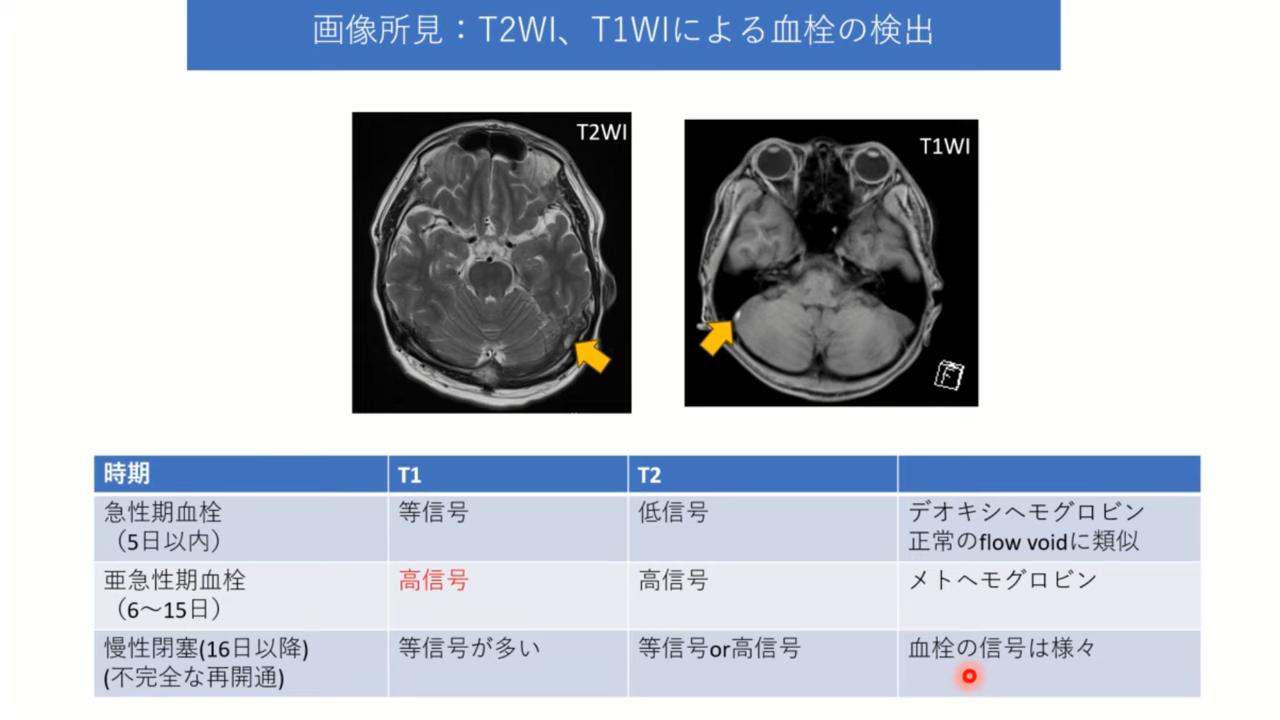 画像所見：T2WI、T1WIによる血栓の検出
T2WI
T1WI
F
時期 T1 T2
急性期血栓 等信号 低信号 デオキシヘモグロビン
（5日以内） 正常のflow voidに類似
亜急性期血栓 高信号 高信号 メトヘモグロビン
（6～15日）
慢性閉塞(16日以降) 等信号が多い 等信号or高信号 血栓の信号は様々
(不完全な再開通)